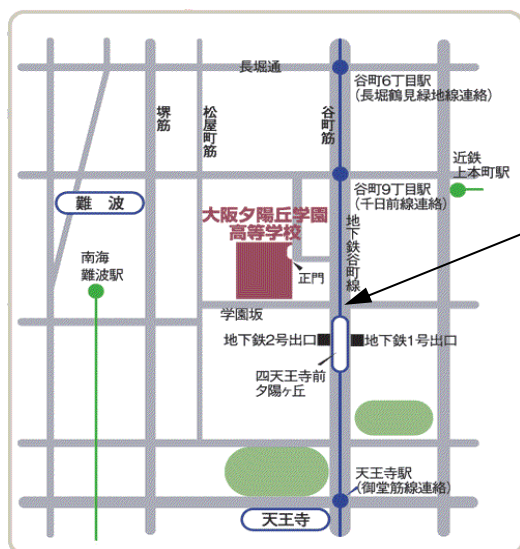 長堀通
谷町6丁目駅
（長堀鶴見緑地線連絡）
堺筋
松屋町筋
谷町筋
近鉄
上本町駅
谷町9丁目駅
（千日前線連絡）
難波
大阪夕陽丘学園
高等学校
地下鉄谷町線
南海
難波駅
正門
学園坂
地下鉄2号出口
地下鉄1号出口
四天王寺前
夕陽ヶ丘
天王寺駅
（御堂筋線連絡）
天王寺